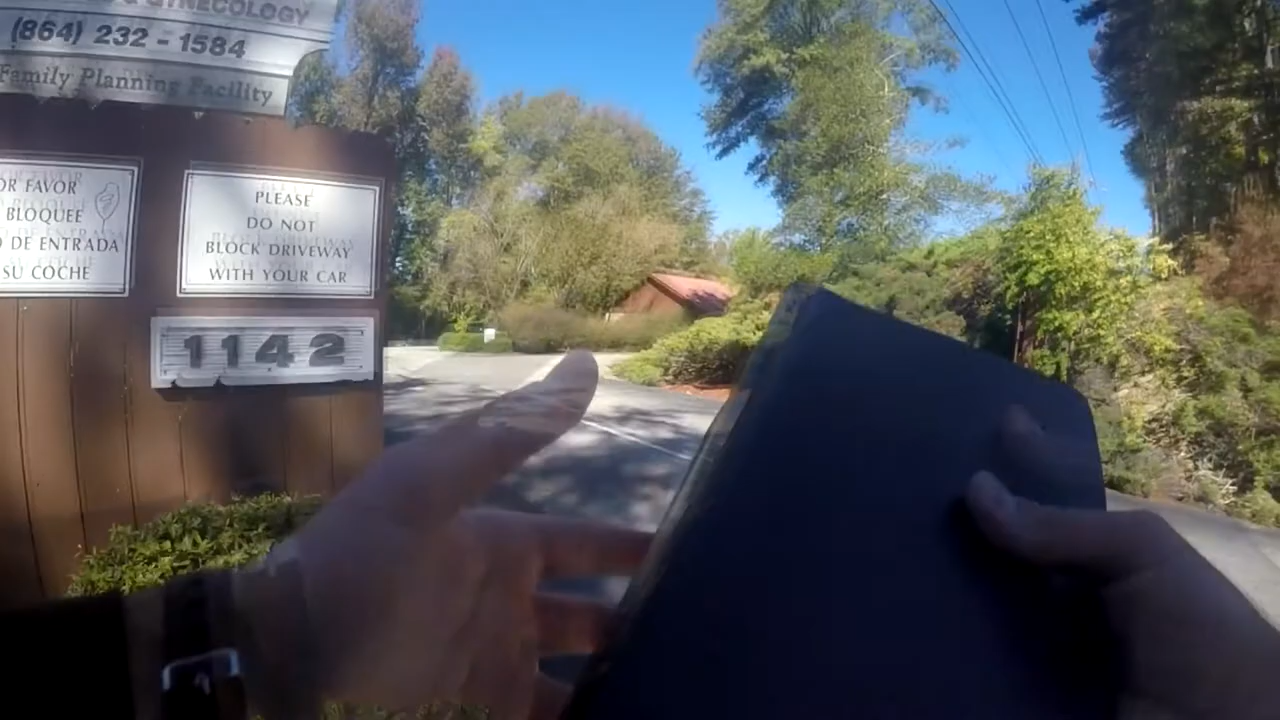 GYNECOLOGY
(864) 232-1584
Family Planning Facility
OR FAVOR
BLOQUEE
DE ENTRADA
SU COCHE
PLEASE
DO NOT
BLOCK DRIVEWAY
WITH YOUR CAR
1142